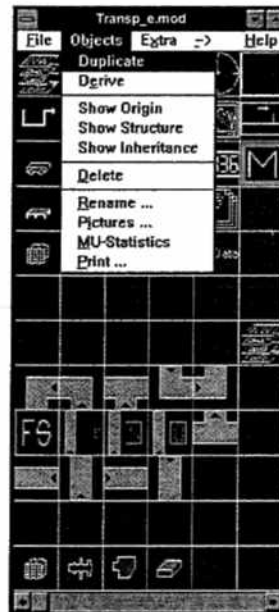 Transp_e.mod
File Objects Extra -> Help
Duplicate
Derive
Show Origin
Show Structure
Show Inheritance
Delete
Rename ...
Pictures ...
MU-Statistics
Print ...
M
FS